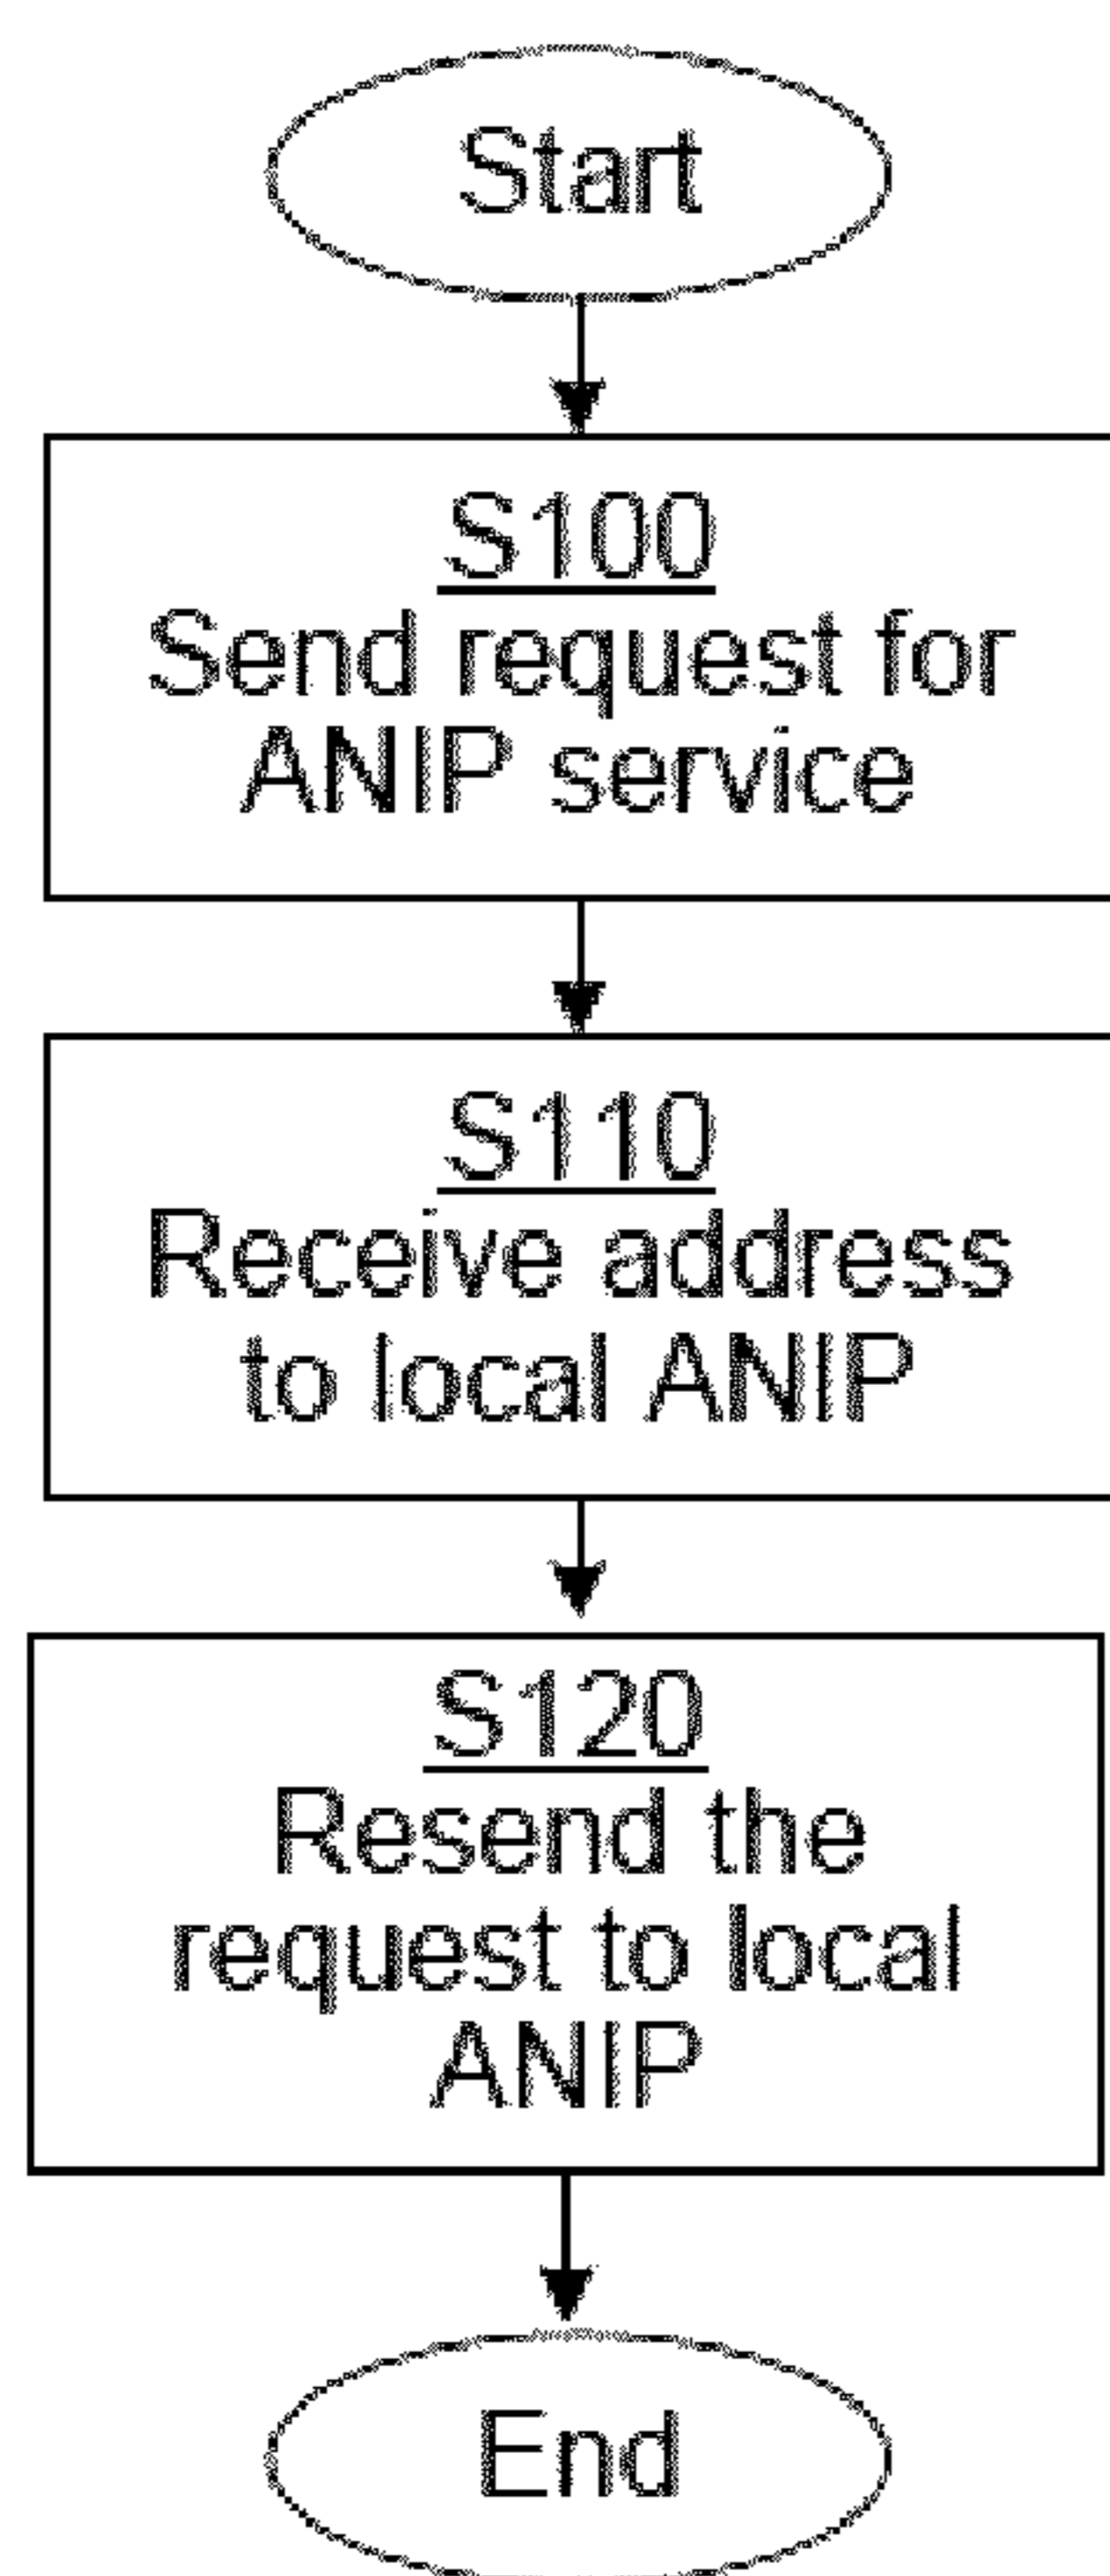 Start
S100
Send request for
ANIP service
S110
Receive address
to local ANIP
S120
Resend the
request to local
ANIP
End